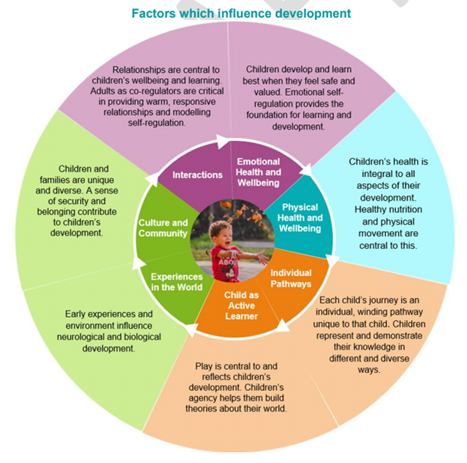 Factors which influence development
Relationships are central to
children's wellbeing and learning.
Adults as co-regulators are critical
in providing warm, responsive
relationships and modelling
self-regulation.
Children develop and learn
best when they feel safe and
valued. Emotional self-
regulation provides the
foundation for learning and
development.
Children's health is
integral to all
aspects of their
development.
Healthy nutrition
and physical
movement are
central to this.
Each child's journey is an
individual, winding pathway
unique to that child. Children
represent and demonstrate
their knowledge in
different and diverse
ways.
Play is central to and
reflects children's
development. Children's
agency helps them build
theories about their world.
Early experiences and
environment influence
neurological and biological
development.
Children and
families are unique
and diverse. A sense
of security and
belonging contribute
to children's
development.
Interactions
Emotional
Health and
Wellbeing
Physical
Health and
Wellbeing
Individual
Pathways
Child as
Active
Learner
Experiences
in the World
Culture and
Community